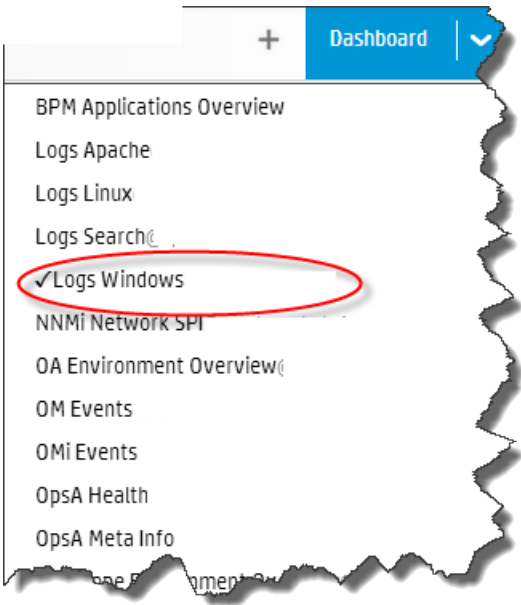 + Dashboard
BPM Applications Overview
Logs Apache
Logs Linux
Logs Search
✓Logs Windows
NNMi Network SPI
OA Environment Overview
OM Events
OMi Events
OpsA Health
OpsA Meta Info